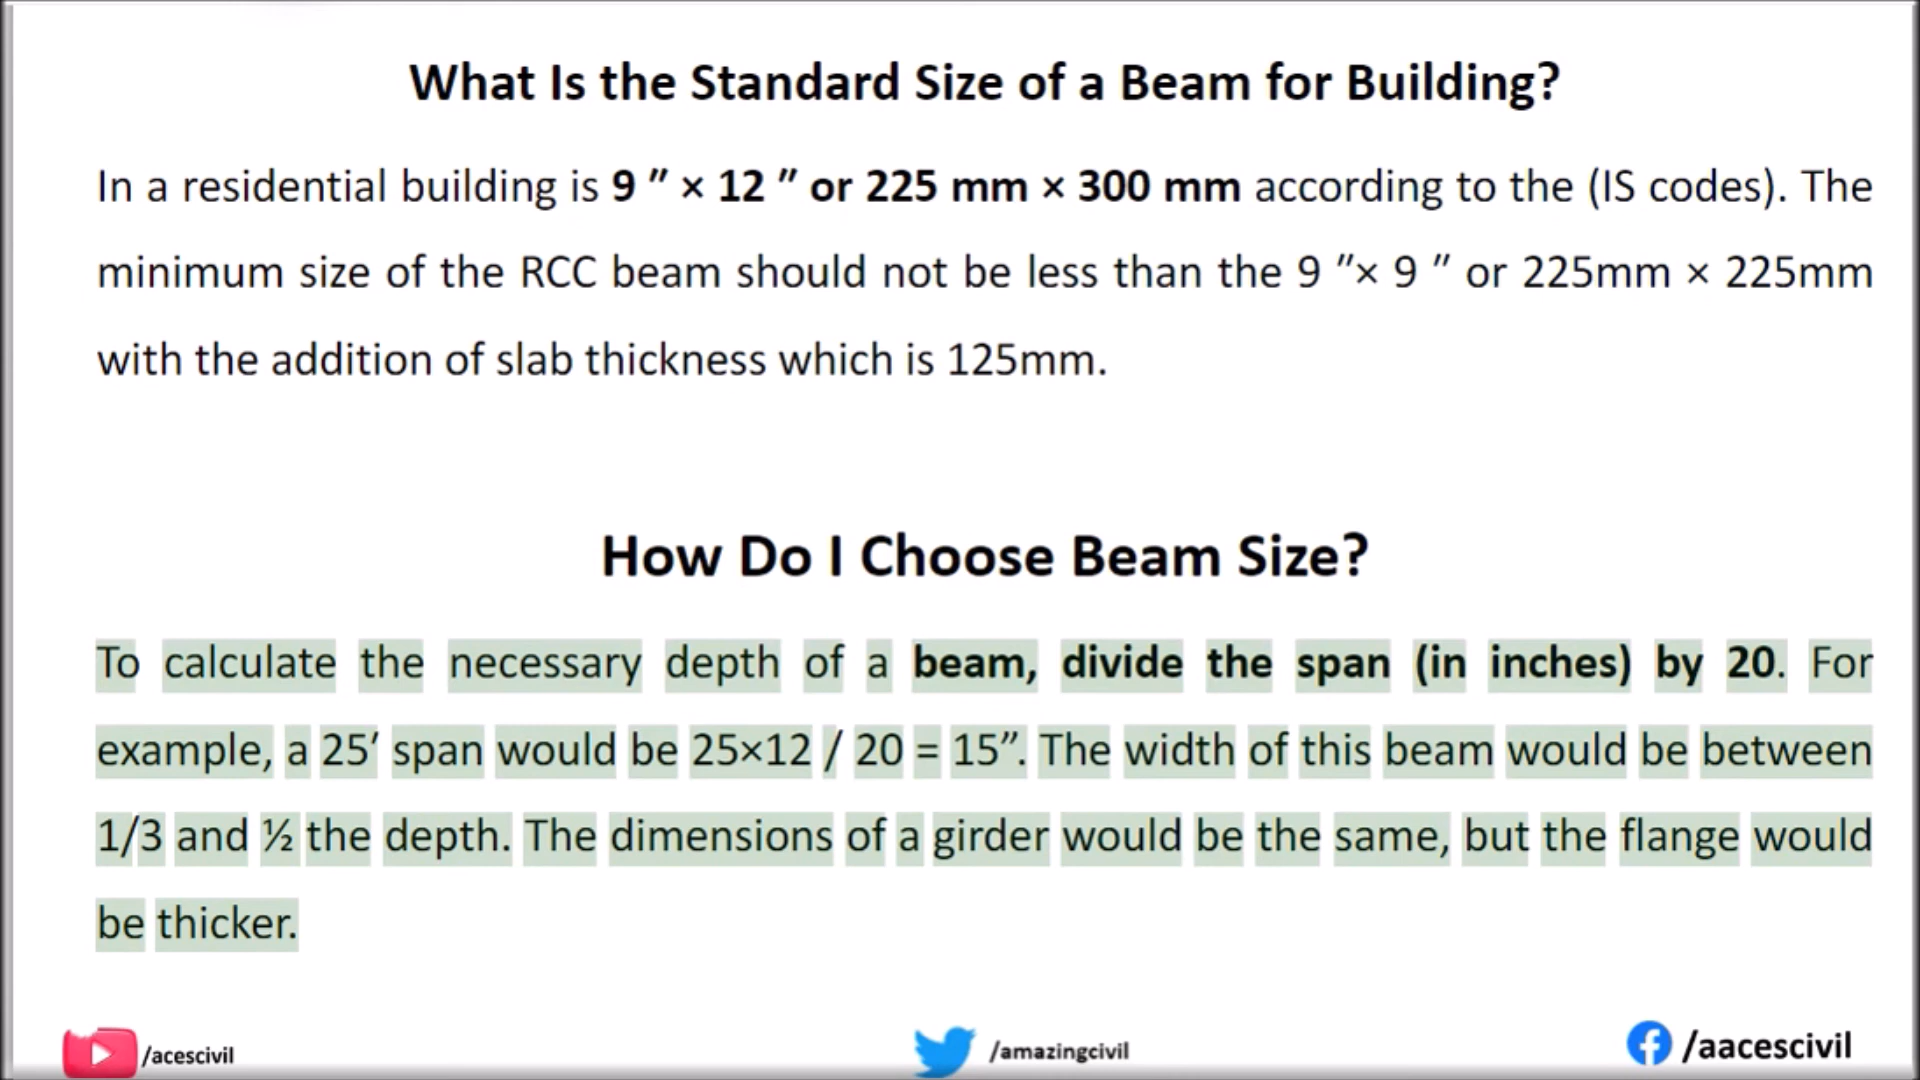 What Is the Standard Size of a Beam for Building?
In a residential building is 9 ″ × 12 ″ or 225 mm × 300 mm according to the (IS codes). The
minimum size of the RCC beam should not be less than the 9 ″× 9 ″ or 225mm × 225mm
with the addition of slab thickness which is 125mm.
How Do I Choose Beam Size?
To calculate the necessary depth of a beam, divide the span (in inches) by 20. For
example, a 25′ span would be 25×12 / 20 = 15”. The width of this beam would be between
1/3 and ½ the depth. The dimensions of a girder would be the same, but the flange would
be thicker.
/acescivil
/amazingcivil
/aacescivil